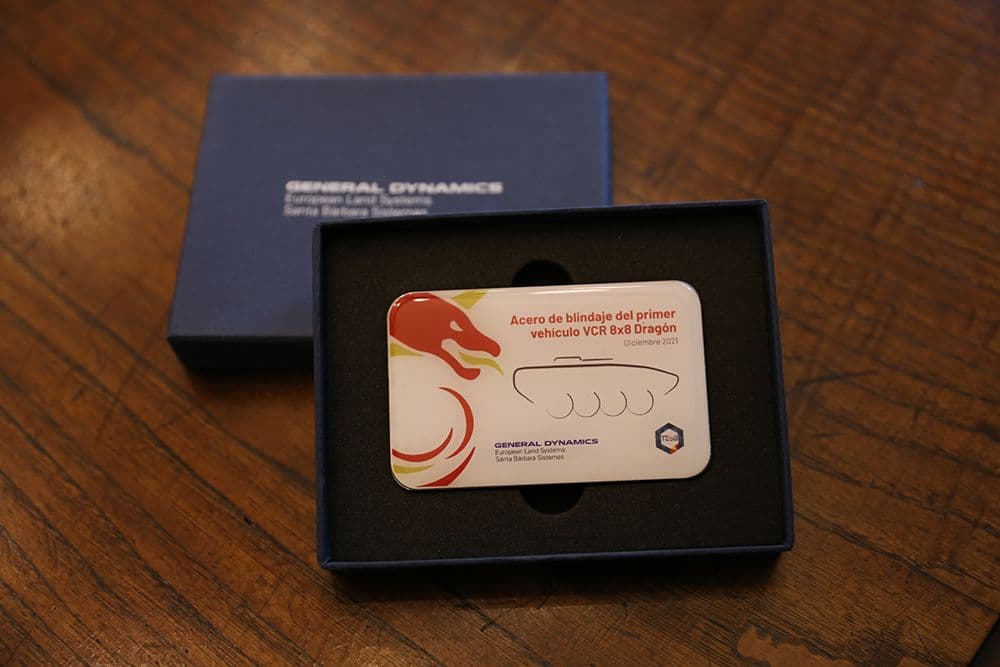 GENERAL DYNAMICS
European Land Systems
Santa Bárbara Sistemas
Acero de blindaje del primer
vehículo VCR 8x8 Dragón
Diciembre 2021
GENERAL DYNAMICS
European Land Systems
Santa Bárbara Sistemas